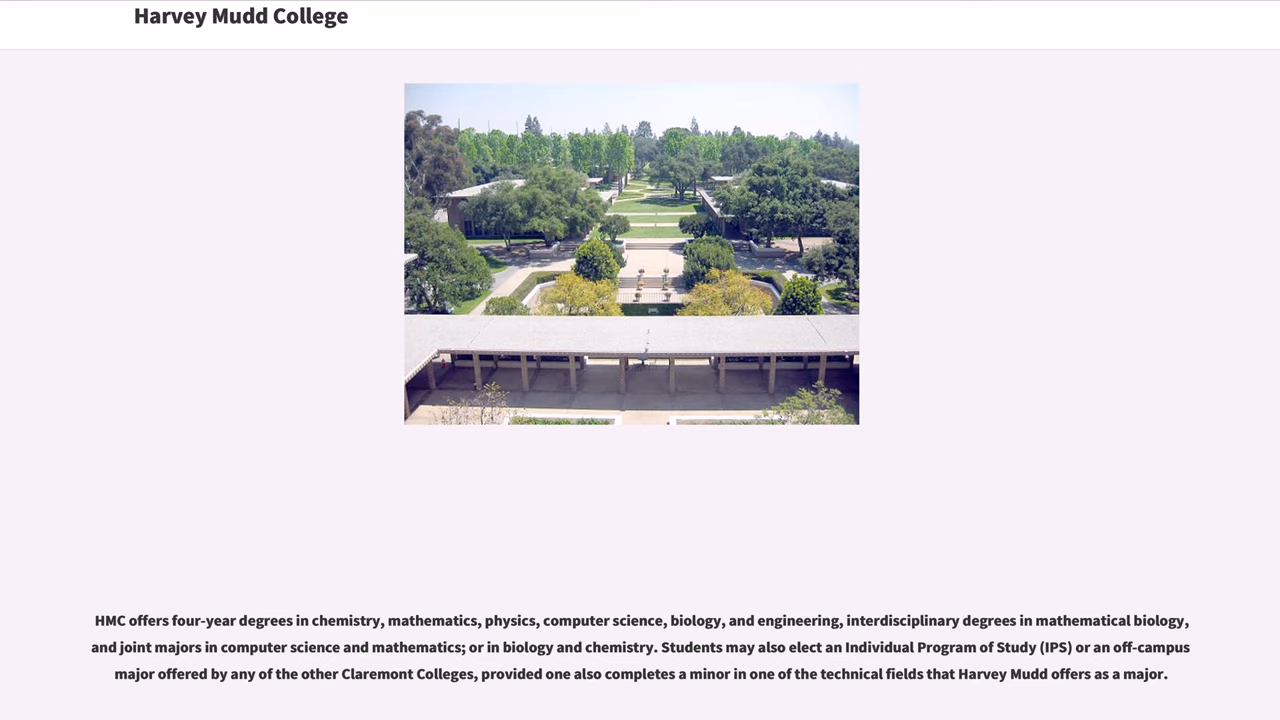 Harvey Mudd College
HMC offers four-year degrees in chemistry, mathematics, physics, computer science, biology, and engineering, interdisciplinary degrees in mathematical biology,
and joint majors in computer science and mathematics; or in biology and chemistry. Students may also elect an Individual Program of Study (IPS) or an off-campus
major offered by any of the other Claremont Colleges, provided one also completes a minor in one of the technical fields that Harvey Mudd offers as a major.